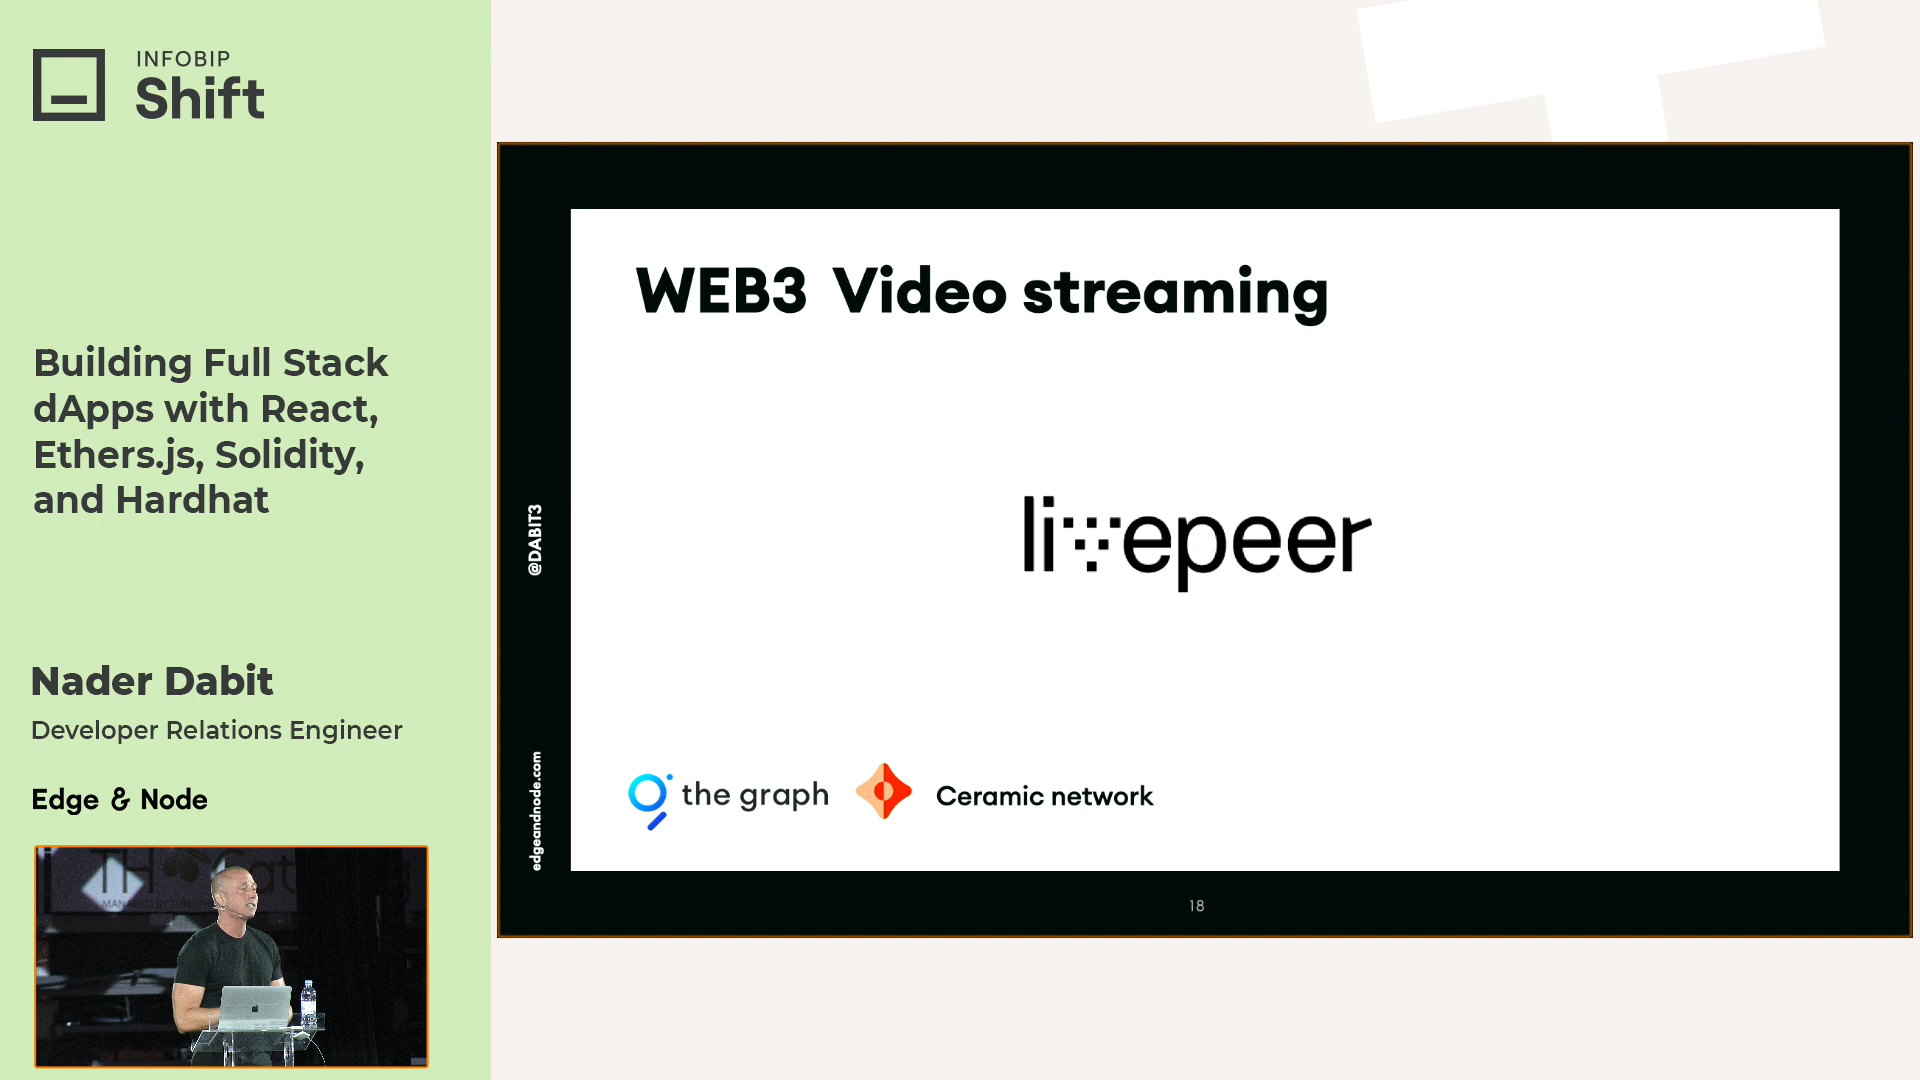 INFOBIP
Shift
Building Full Stack
dApps with React,
Ethers.js, Solidity,
and Hardhat
Nader Dabit
Developer Relations Engineer
Edge & Node
@DABIT3
edgeandnode.com
WEB3 Video streaming
livepeer
the graph
Ceramic network
18